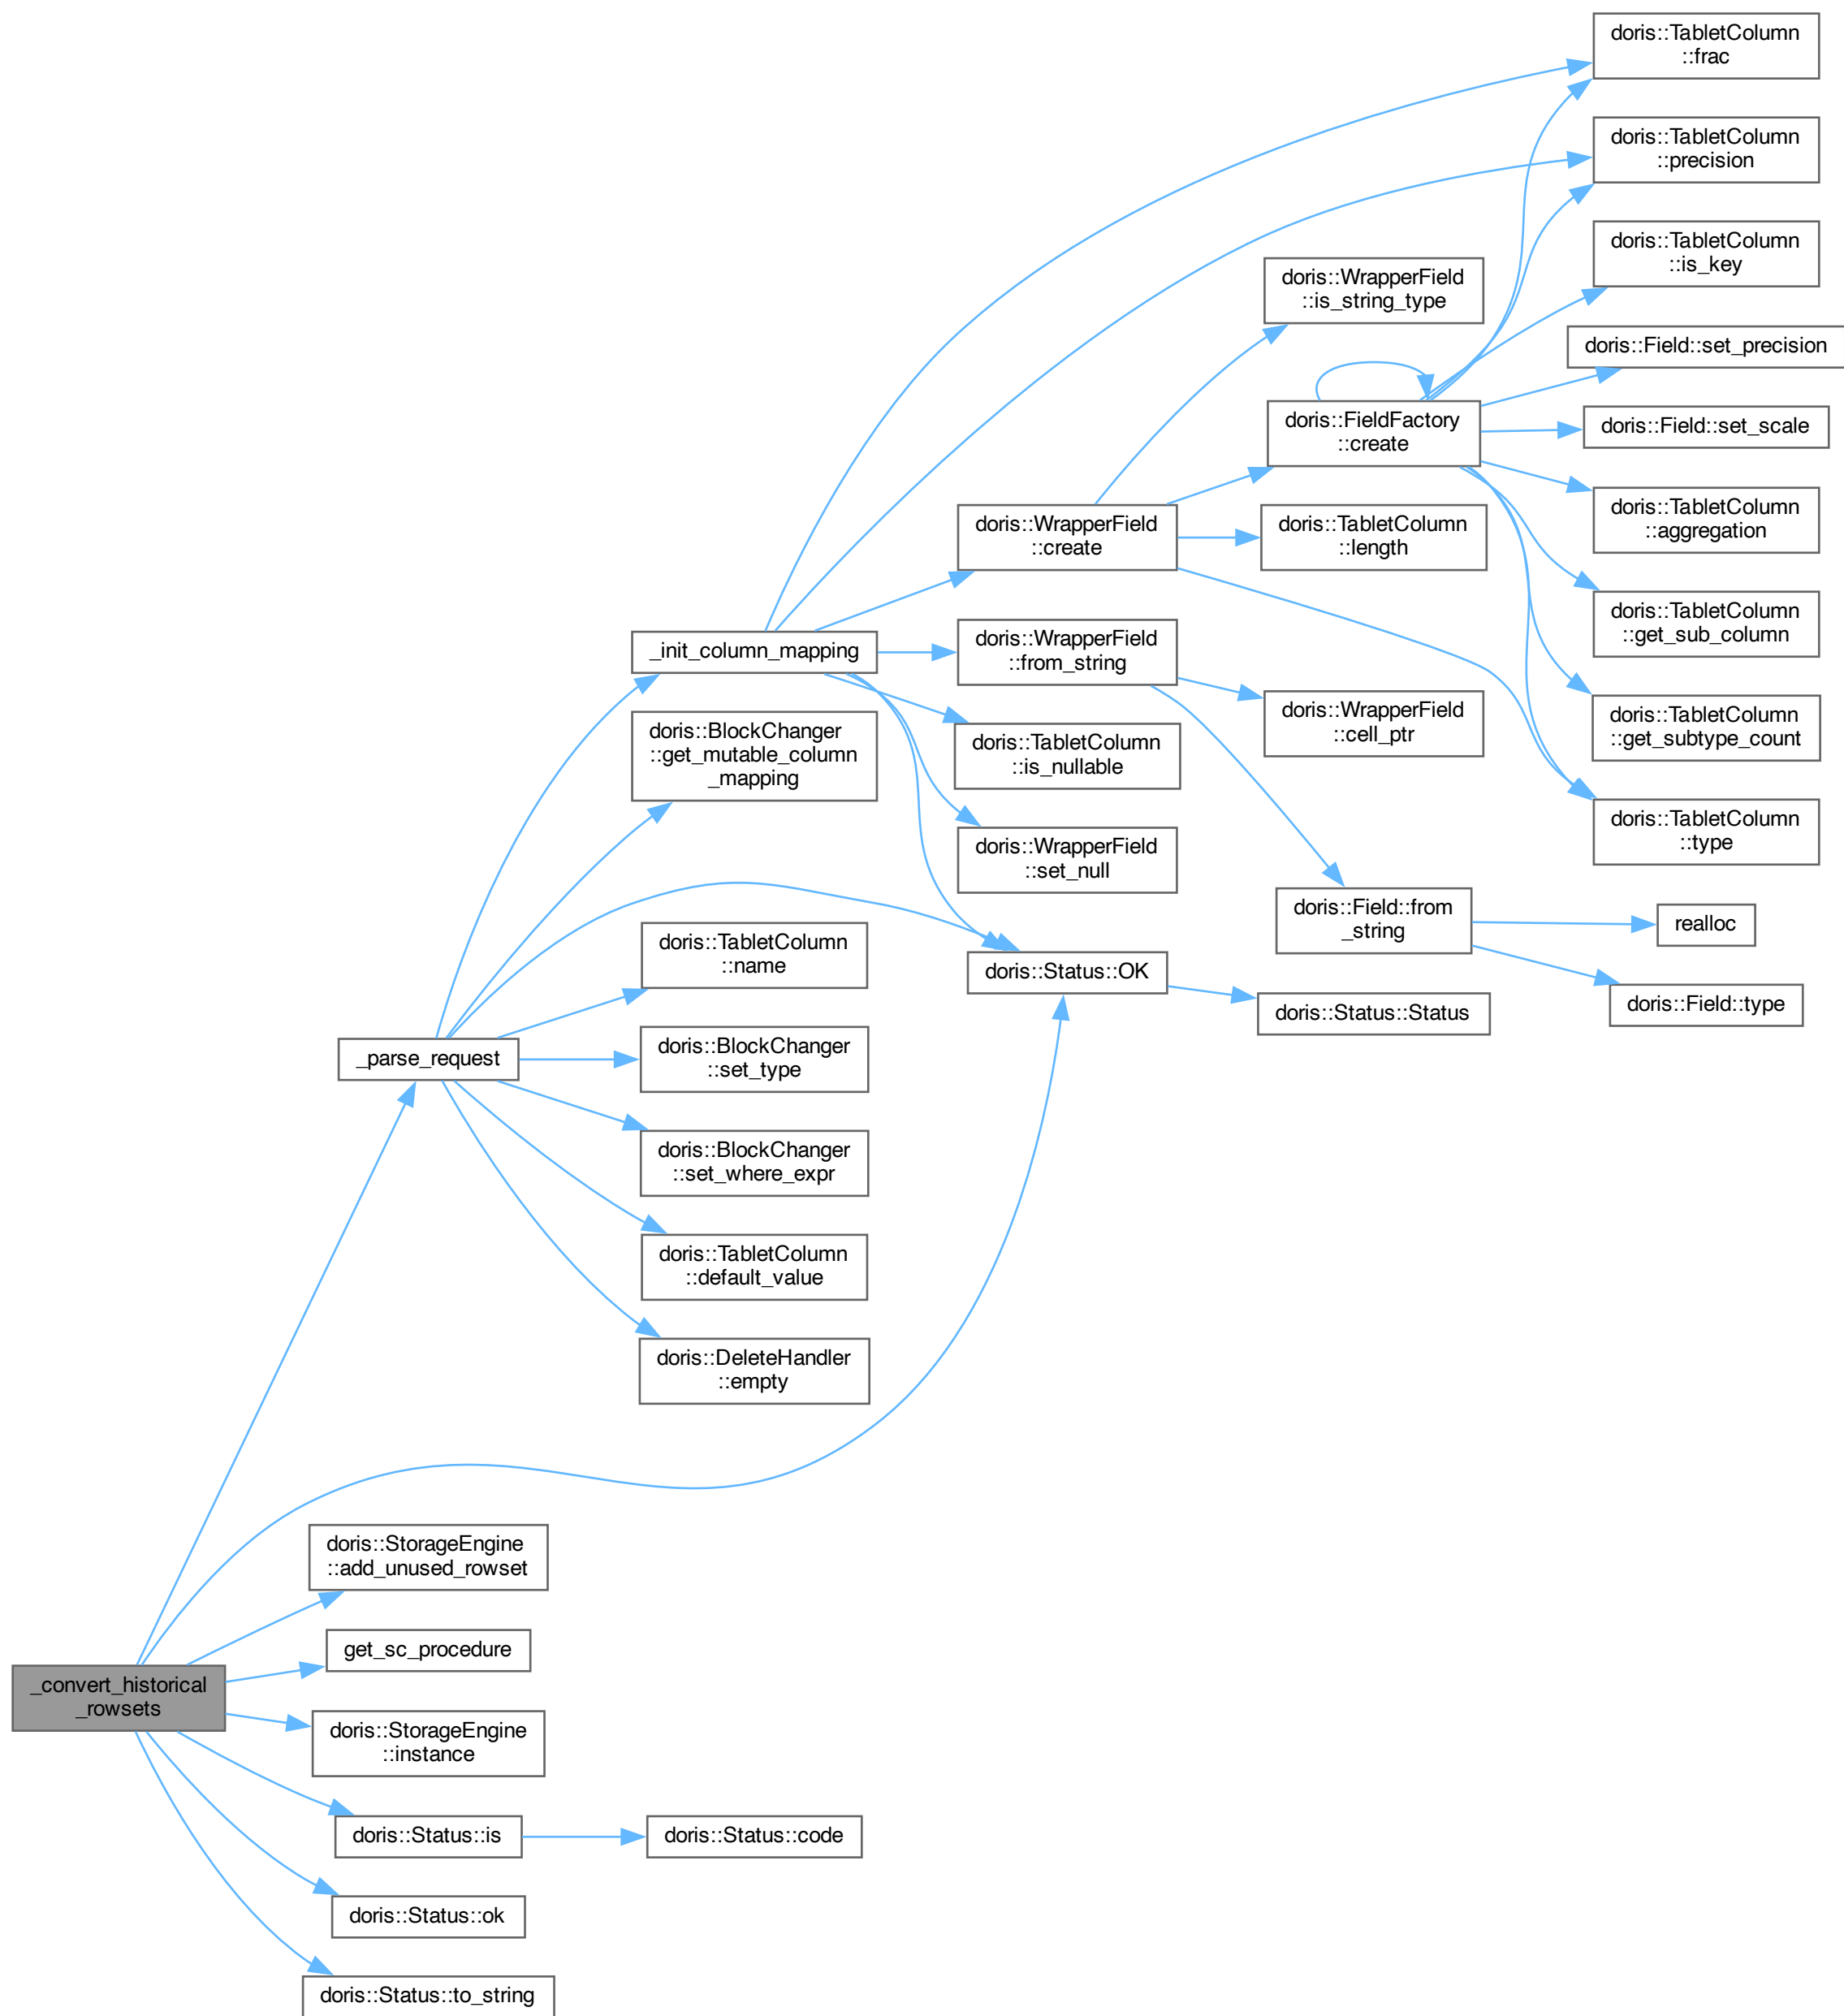 doris::TabletColumn
::frac
doris::TabletColumn
::precision
doris::TabletColumn
::is_key
doris::WrapperField
::is_string_type
doris::Field::set_precision
doris::FieldFactory
::create
doris::Field::set_scale
doris::TabletColumn
::aggregation
doris::WrapperField
::create
doris::TabletColumn
::length
doris::TabletColumn
::get_sub_column
_init_column_mapping
doris::WrapperField
::from_string
doris::WrapperField
::cell_ptr
doris::TabletColumn
::get_subtype_count
doris::BlockChanger
::get_mutable_column
_mapping
doris::TabletColumn
::is_nullable
doris::TabletColumn
::type
doris::WrapperField
::set_null
doris::Field::from
_string
realloc
doris::TabletColumn
::name
doris::Status::OK
doris::Status::Status
doris::Field::type
_parse_request
doris::BlockChanger
::set_type
doris::BlockChanger
::set_where_expr
doris::TabletColumn
::default_value
doris::DeleteHandler
::empty
doris::StorageEngine
::add_unused_rowset
get_sc_procedure
_convert_historical
_rowsets
doris::StorageEngine
::instance
doris::Status::is
doris::Status::code
doris::Status::ok
doris::Status::to_string